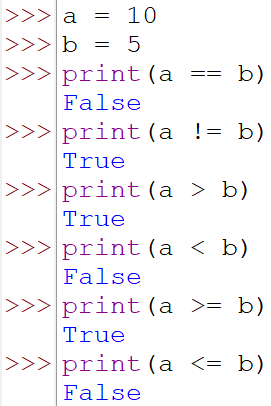 >>> a = 10
>>> b = 5
>>> print(a == b)
False
>>> print(a != b)
True
>>> print(a > b)
True
>>> print(a < b)
False
>>> print(a >= b)
True
>>> print(a <= b)
False